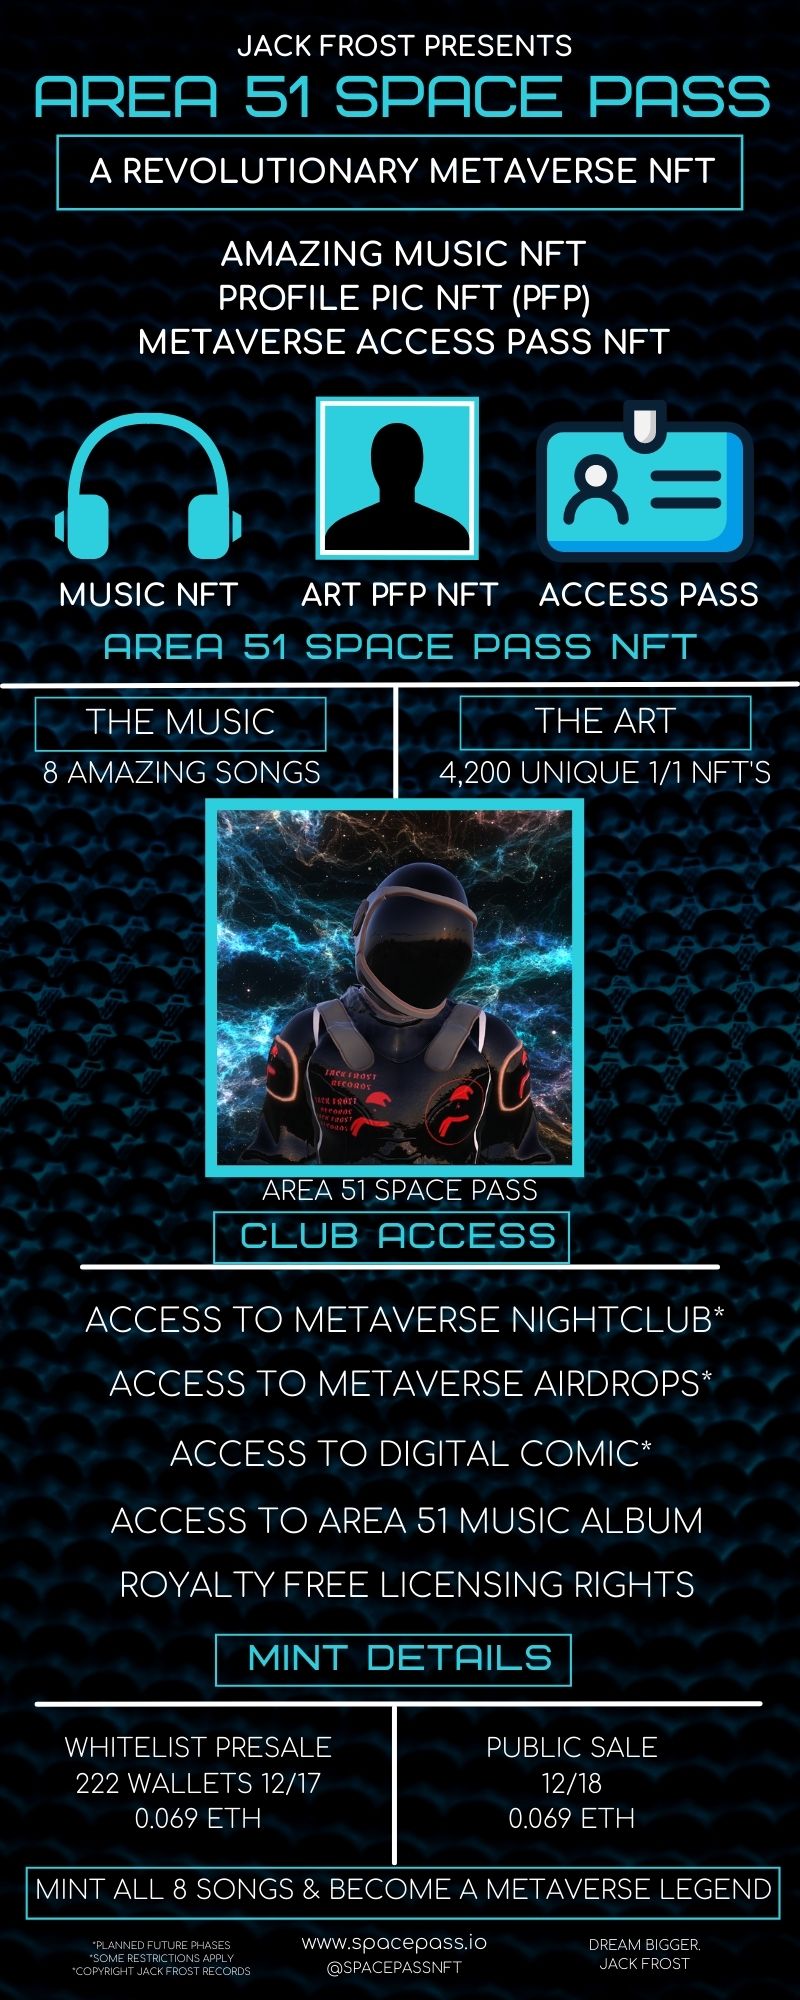 JACK FROST PRESENTS
AREA 51 SPACE PASS
A REVOLUTIONARY METAVERSE NFT
AMAZING MUSIC NFT
PROFILE PIC NFT (PFP)
METAVERSE ACCESS PASS NFT
MUSIC NFT
ART PFP NFT
ACCESS PASS
AREA 51 SPACE PASS NFT
THE MUSIC
8 AMAZING SONGS
THE ART
4,200 UNIQUE 1/1 NFT'S
JACK FROST
RECORDS
JACK FROST
RECORDS
JACK FROST
RECORDS
AREA 51 SPACE PASS
CLUB ACCESS
ACCESS TO METAVERSE NIGHTCLUB*
ACCESS TO METAVERSE AIRDROPS*
ACCESS TO DIGITAL COMIC*
ACCESS TO AREA 51 MUSIC ALBUM
ROYALTY FREE LICENSING RIGHTS
MINT DETAILS
WHITELIST PRESALE
222 WALLETS 12/17
0.069 ETH
PUBLIC SALE
12/18
0.069 ETH
MINT ALL 8 SONGS & BECOME A METAVERSE LEGEND
*PLANNED FUTURE PHASES
*SOME RESTRICTIONS APPLY
*COPYRIGHT JACK FROST RECORDS
www.spacepass.io
@SPACEPASSNFT
DREAM BIGGER.
JACK FROST